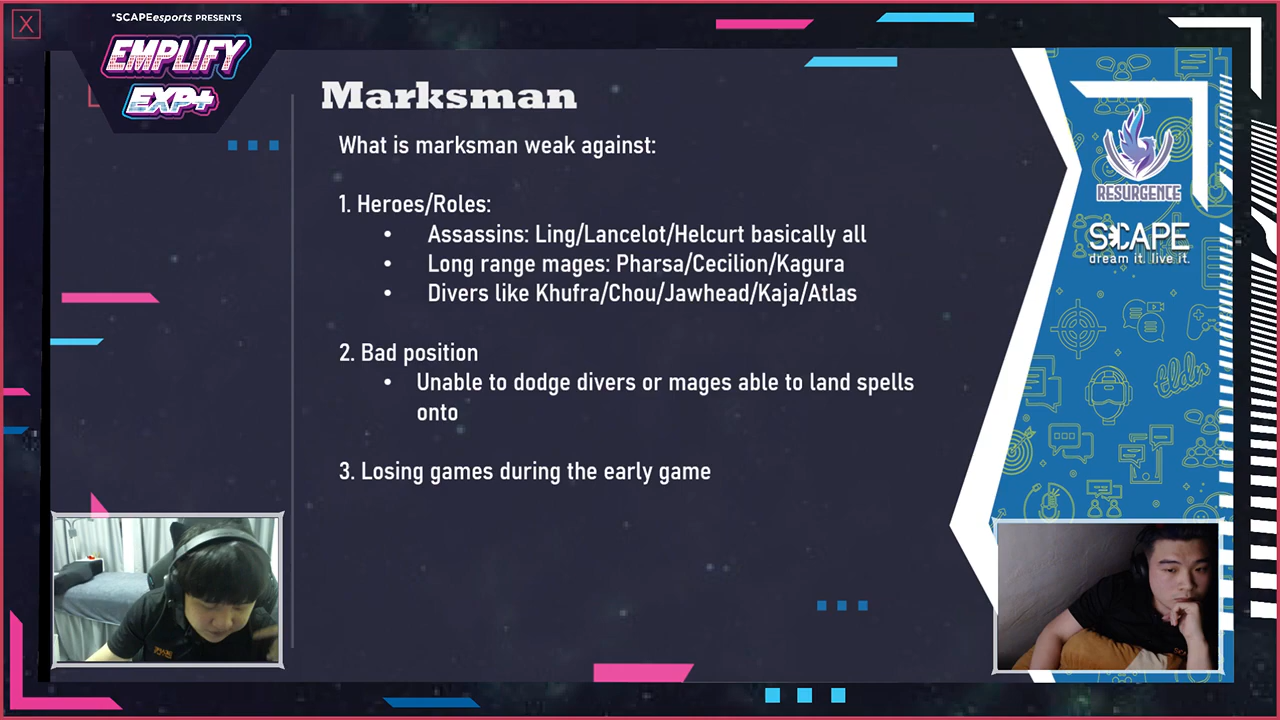 X
*SCAPEesports PRESENTS
EMPLIFY
EXP+
Marksman
What is marksman weak against:
1. Heroes/Roles:
• Assassins: Ling/Lancelot/Helcurt basically all
• Long range mages: Pharsa/Cecilion/Kagura
• Divers like Khufra/Chou/Jawhead/Kaja/Atlas
2. Bad position
• Unable to dodge divers or mages able to land spells
onto
3. Losing games during the early game
RESURGENCE
S*CAPE
dream it. live it.